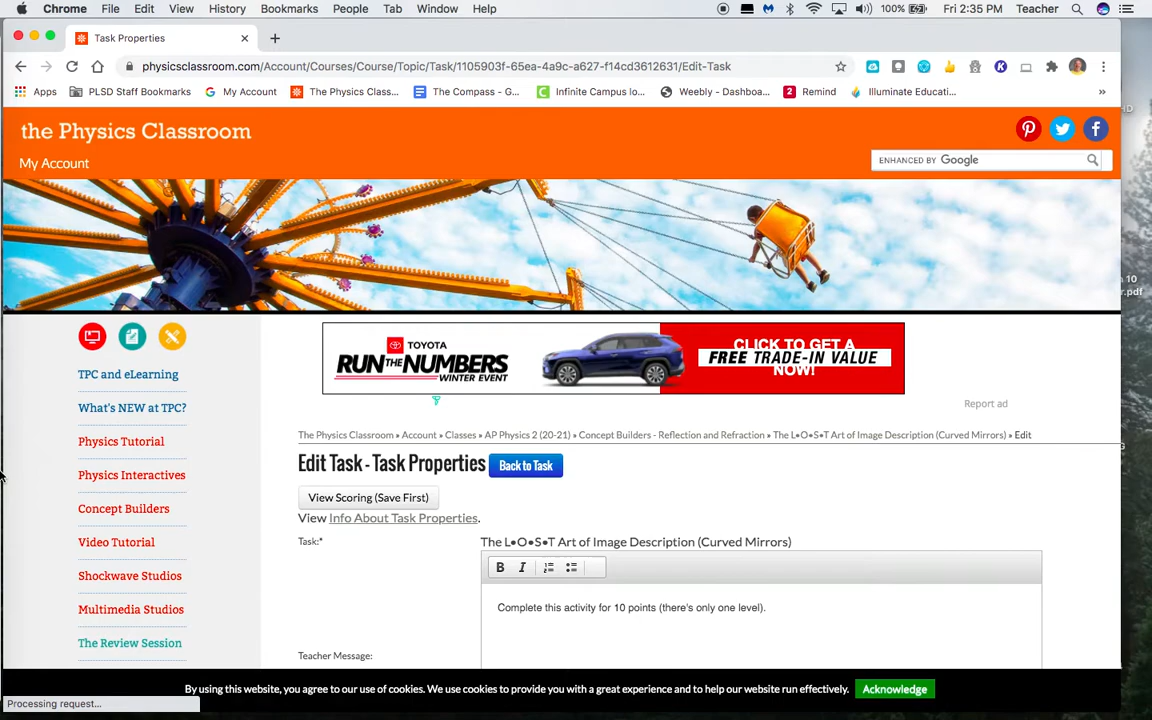 Chrome File Edit View History Bookmarks People Tab Window Help 100% Fri 2:35 PM Teacher
Task Properties
physicsclassroom.com/Account/Courses/Course/Topic/Task/1105903f-65ea-4a9c-a627-f14cd3612631/Edit-Task
Apps PLSD Staff Bookmarks G My Account The Physics Class... The Compass - G... Infinite Campus lo... Weebly - Dashboa... 2 Remind Illuminate Educati... »
the Physics Classroom
My Account
ENHANCED BY Google
10
r.pdf
TOYOTA
RUN THE NUMBERS
WINTER EVENT
CLICK TO GET A
FREE TRADE-IN VALUE
NOW!
Report ad
TPC and eLearning
What's NEW at TPC?
Physics Tutorial
Physics Interactives
Concept Builders
Video Tutorial
Shockwave Studios
Multimedia Studios
The Review Session
The Physics Classroom » Account » Classes » AP Physics 2 (20-21) » Concept Builders - Reflection and Refraction » The L•O•S•T Art of Image Description (Curved Mirrors) » Edit
Edit Task - Task Properties Back to Task
View Scoring (Save First)
View Info About Task Properties.
Task:* The L•O•S•T Art of Image Description (Curved Mirrors)
B I
Complete this activity for 10 points (there's only one level).
Teacher Message:
By using this website, you agree to our use of cookies. We use cookies to provide you with a great experience and to help our website run effectively. Acknowledge
Processing request...